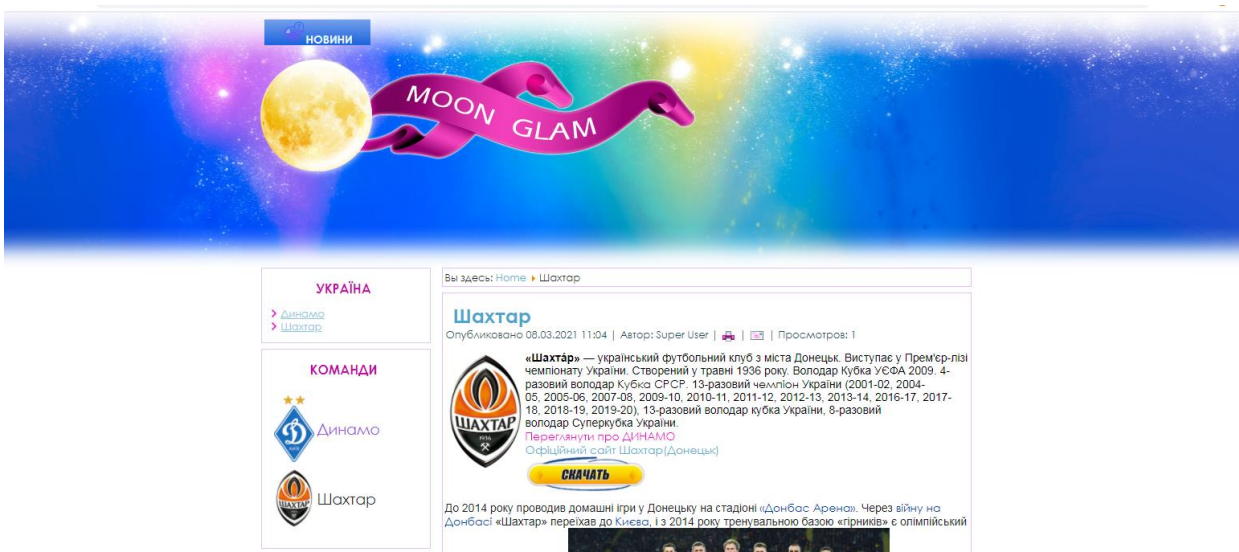 НОВИНИ
MOON GLAM
УКРАЇНА
Динамо
Шахтар
КОМАНДИ
Динамо
ШАХТАР
1936
Шахтар
Вы здесь: Home Шахтар
Шахтар
Опубликовано 08.03.2021 11:04 | Автор: Super User | | | Просмотров: 1
ШАХТАР
1936
«Шахта́р» — український футбольний клуб з міста Донецьк. Виступає у Прем'єр-лізі
чемпіонату України. Створений у травні 1936 року. Володар Кубка УЄФА 2009. 4-
разовий володар Кубка СРСР. 13-разовий чемпіон України (2001-02, 2004-
05, 2005-06, 2007-08, 2009-10, 2010-11, 2011-12, 2012-13, 2013-14, 2016-17, 2017-
18, 2018-19, 2019-20), 13-разовий володар кубка України, 8-разовий
володар Суперкубка України.
Переглянути про ДИНАМО
Офіційний сайт Шахтар(Донецьк)
СКАЧАТЬ
До 2014 року проводив домашні ігри у Донецьку на стадіоні «Донбас Арена». Через війну на
Донбасі «Шахтар» переїхав до Києва, і з 2014 року тренувальною базою «гірників» є олімпійський